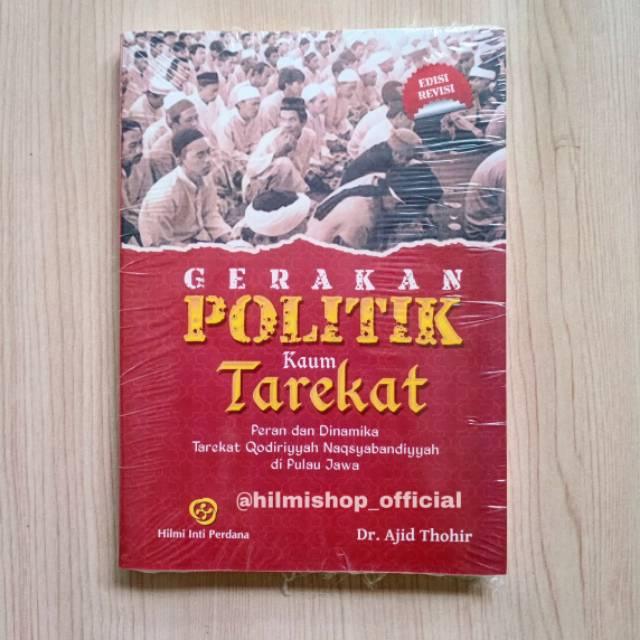 EDISI
REVISI
GERAKAN
POLITIK
Kaum
Tarekat
Peran dan Dinamika
Tarekat Qodiriyyah Naqsyabandiyyah
di Pulau Jawa
@hilmishop_official
Hilmi Inti Perdana
Dr. Ajid Thohir